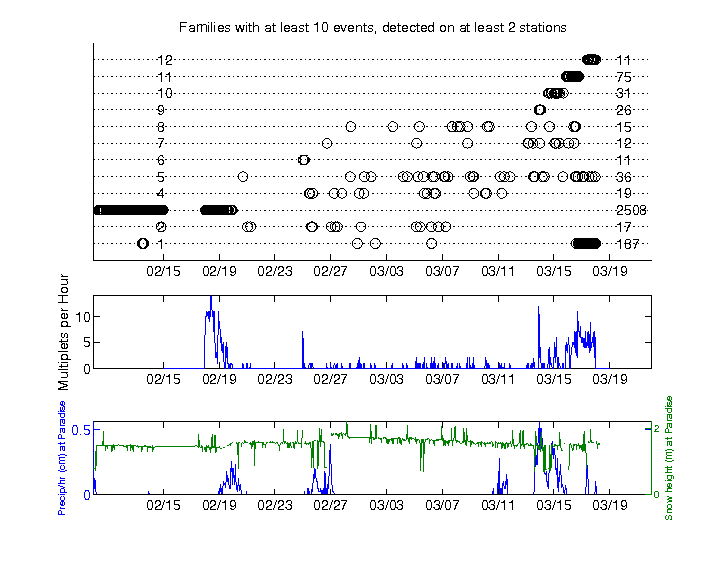 Families with at least 10 events, detected on at least 2 stations
12 11
11 75
10 31
9 26
8 15
7 12
6 11
5 36
4 19
3 2508
2 17
1 167
02/15 02/19 02/23 02/27 03/03 03/07 03/11 03/15 03/19
Multiplets per Hour
10
5
0
02/15 02/19 02/23 02/27 03/03 03/07 03/11 03/15 03/19
Precip/hr (cm) at Paradise
0.5
0
2
1
0
Snow height (m) at Paradise
02/15 02/19 02/23 02/27 03/03 03/07 03/11 03/15 03/19